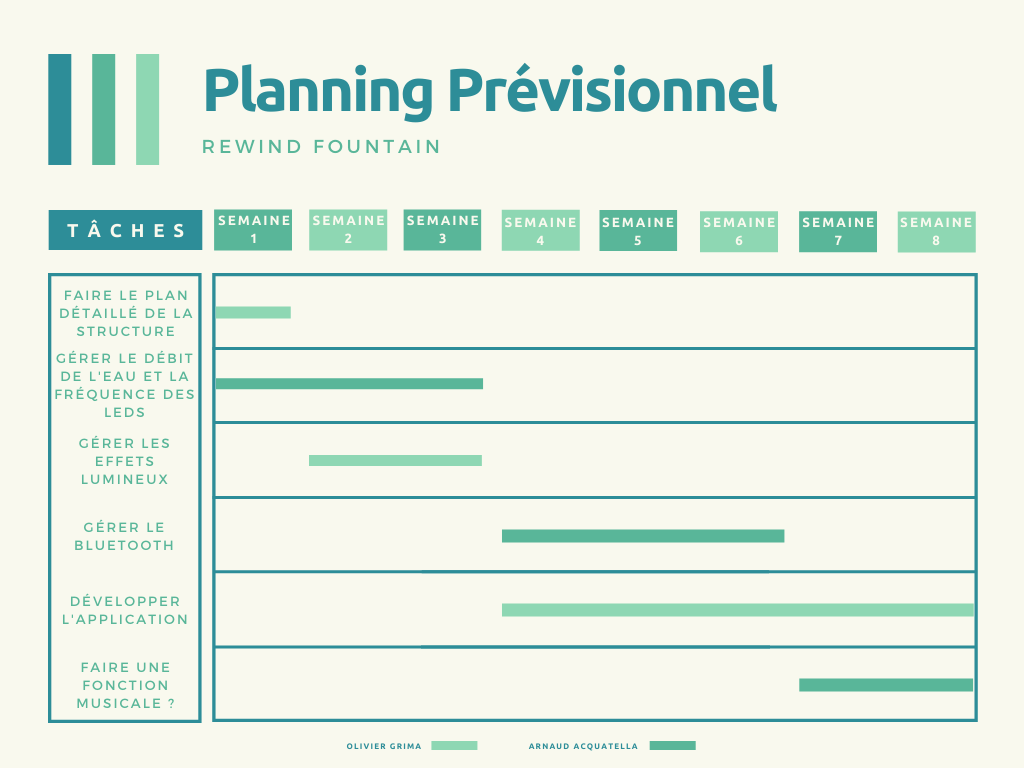 Planning Prévisionnel
REWIND FOUNTAIN
TÂCHES
SEMAINE
1
SEMAINE
2
SEMAINE
3
SEMAINE
4
SEMAINE
5
SEMAINE
6
SEMAINE
7
SEMAINE
8
FAIRE LE PLAN
DÉTAILLÉ DE LA
STRUCTURE
GÉRER LE DÉBIT
DE L'EAU ET LA
FRÉQUENCE DES
LEDS
GÉRER LES
EFFETS
LUMINEUX
GÉRER LE
BLUETOOTH
DÉVELOPPER
L'APPLICATION
FAIRE UNE
FONCTION
MUSICALE ?
OLIVIER GRIMA
ARNAUD ACQUATELLA